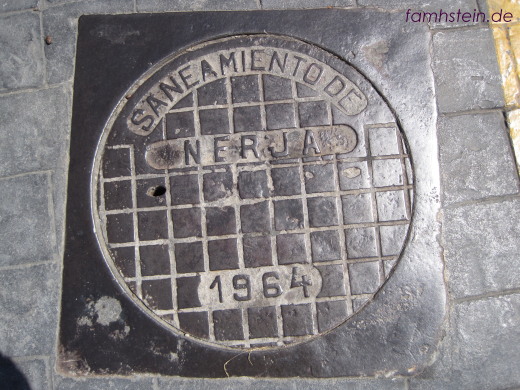 famhstein.de
SANEAMIENTO DE
NERJA
1964